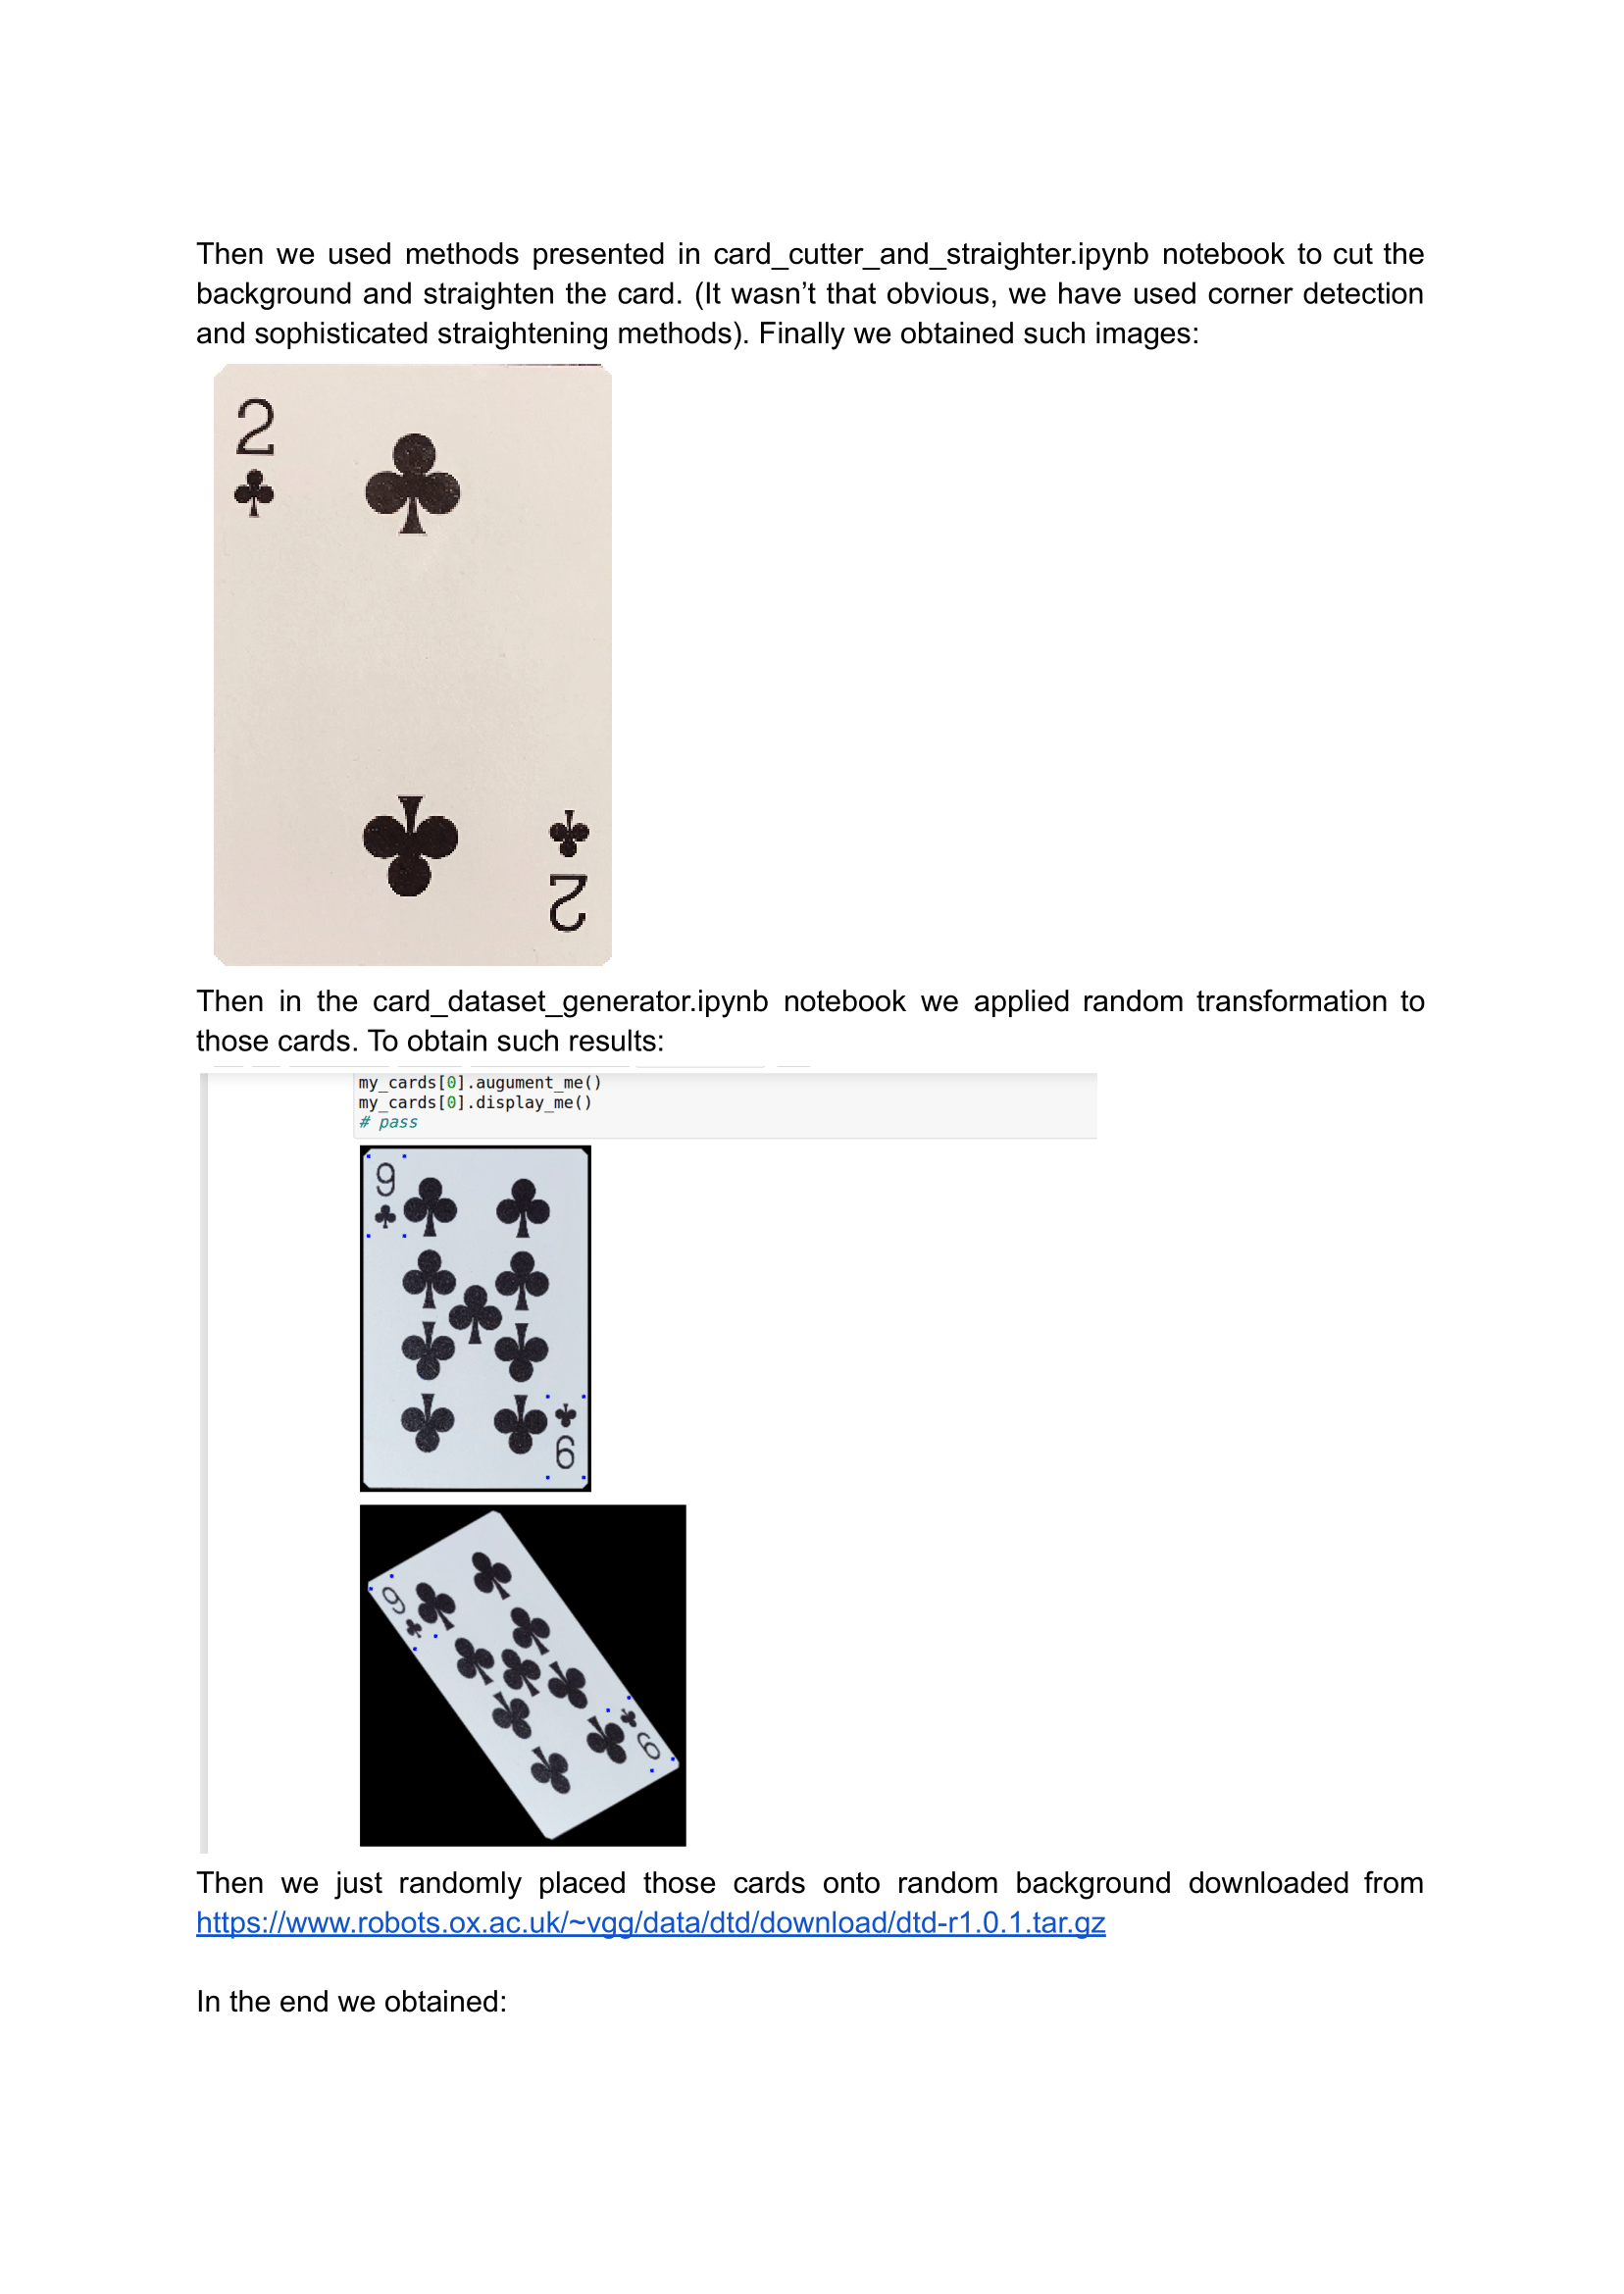 Then we used methods presented in card_cutter_and_straighter.ipynb notebook to cut the
background and straighten the card. (It wasn’t that obvious, we have used corner detection
and sophisticated straightening methods). Finally we obtained such images:
2
2
Then in the card_dataset_generator.ipynb notebook we applied random transformation to
those cards. To obtain such results:
my_cards[0].augument_me()
my_cards[0].display_me()
# pass
9
9
9
9
Then we just randomly placed those cards onto random background downloaded from
https://www.robots.ox.ac.uk/~vgg/data/dtd/download/dtd-r1.0.1.tar.gz
In the end we obtained: